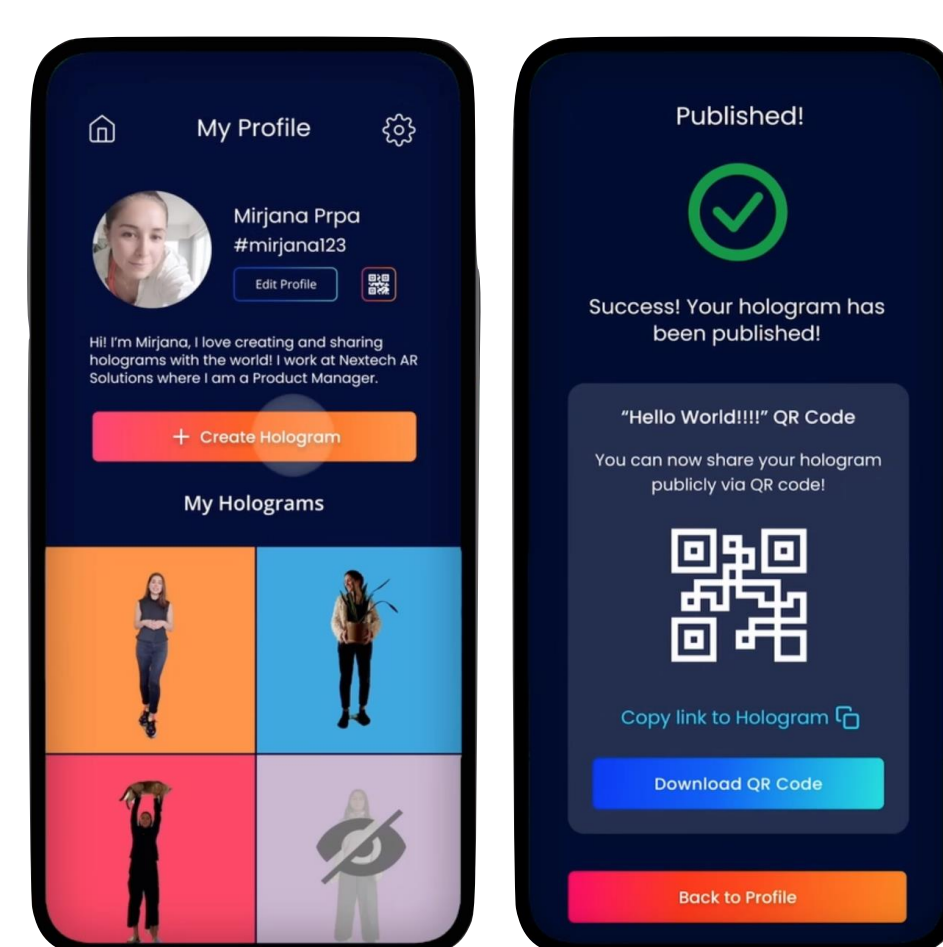 My Profile
Mirjana Prpa
#mirjana123
Edit Profile
Hi! I'm Mirjana, I love creating and sharing
holograms with the world! I work at Nextech AR
Solutions where I am a Product Manager.
+ Create Hologram
My Holograms
Published!
Success! Your hologram has
been published!
“Hello World!!!!” QR Code
You can now share your hologram
publicly via QR code!
Copy link to Hologram
Download QR Code
Back to Profile